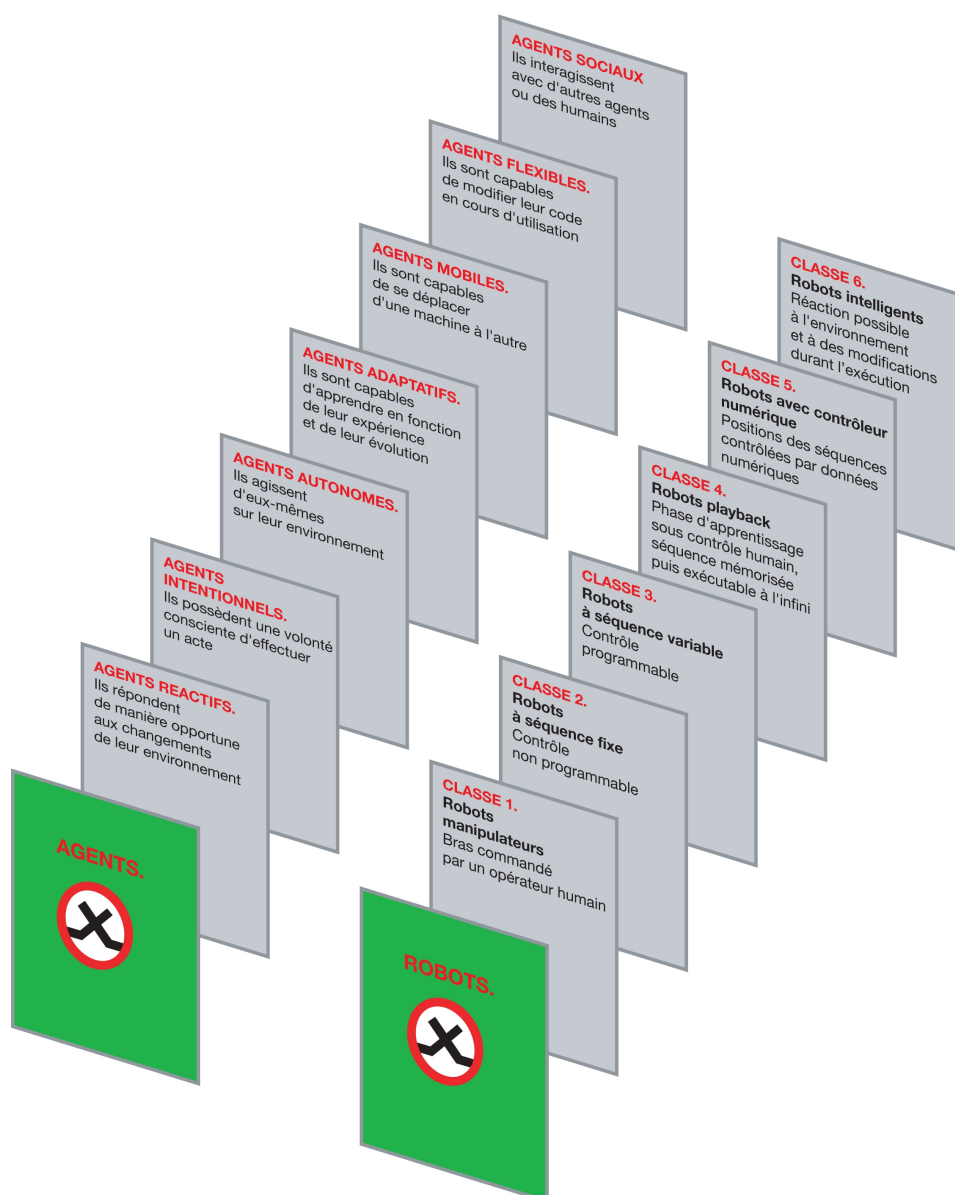 AGENTS SOCIAUX
Ils interagissent
avec d'autres agents
ou des humains
AGENTS FLEXIBLES.
Ils sont capables
de modifier leur code
en cours d'utilisation
AGENTS MOBILES.
Ils sont capables
de se déplacer
d'une machine à l'autre
AGENTS ADAPTATIFS.
Ils sont capables
d'apprendre en fonction
de leur expérience
et de leur évolution
AGENTS AUTONOMES.
Ils agissent
d'eux-mêmes
sur leur environnement
AGENTS
INTENTIONNELS.
Ils possèdent une volonté
consciente d'effectuer
un acte
AGENTS REACTIFS.
Ils répondent
de manière opportune
aux changements
de leur environnement
AGENTS.
CLASSE 6.
Robots intelligents
Réaction possible
à l'environnement
et à des modifications
durant l'exécution
CLASSE 5.
Robots avec contrôleur
numérique
Positions des séquences
contrôlées par données
numériques
CLASSE 4.
Robots playback
Phase d'apprentissage
sous contrôle humain,
séquence mémorisée
puis exécutable à l'infini
CLASSE 3.
Robots
à séquence variable
Contrôle
programmable
CLASSE 2.
Robots
à séquence fixe
Contrôle
non programmable
CLASSE 1.
Robots
manipulateurs
Bras commandé
par un opérateur humain
ROBOTS.